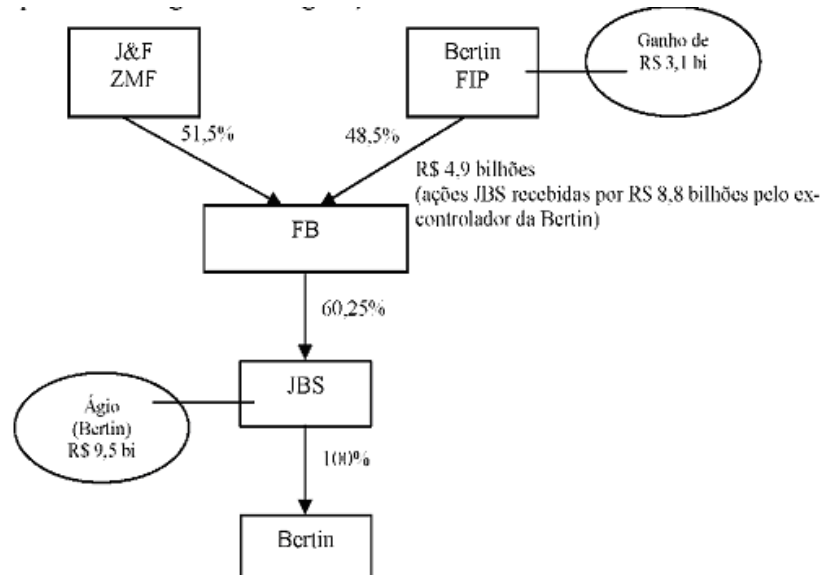 J&F
ZMF
Bertin
FIP
Ganho de
R$ 3,1 bi
51,5%
48,5%
R$ 4,9 bilhões
(ações JBS recebidas por R$ 8,8 bilhões pelo ex-
controlador da Bertin)
FB
60,25%
JBS
Ágio
(Bertin)
R$ 9,5 bi
100%
Bertin